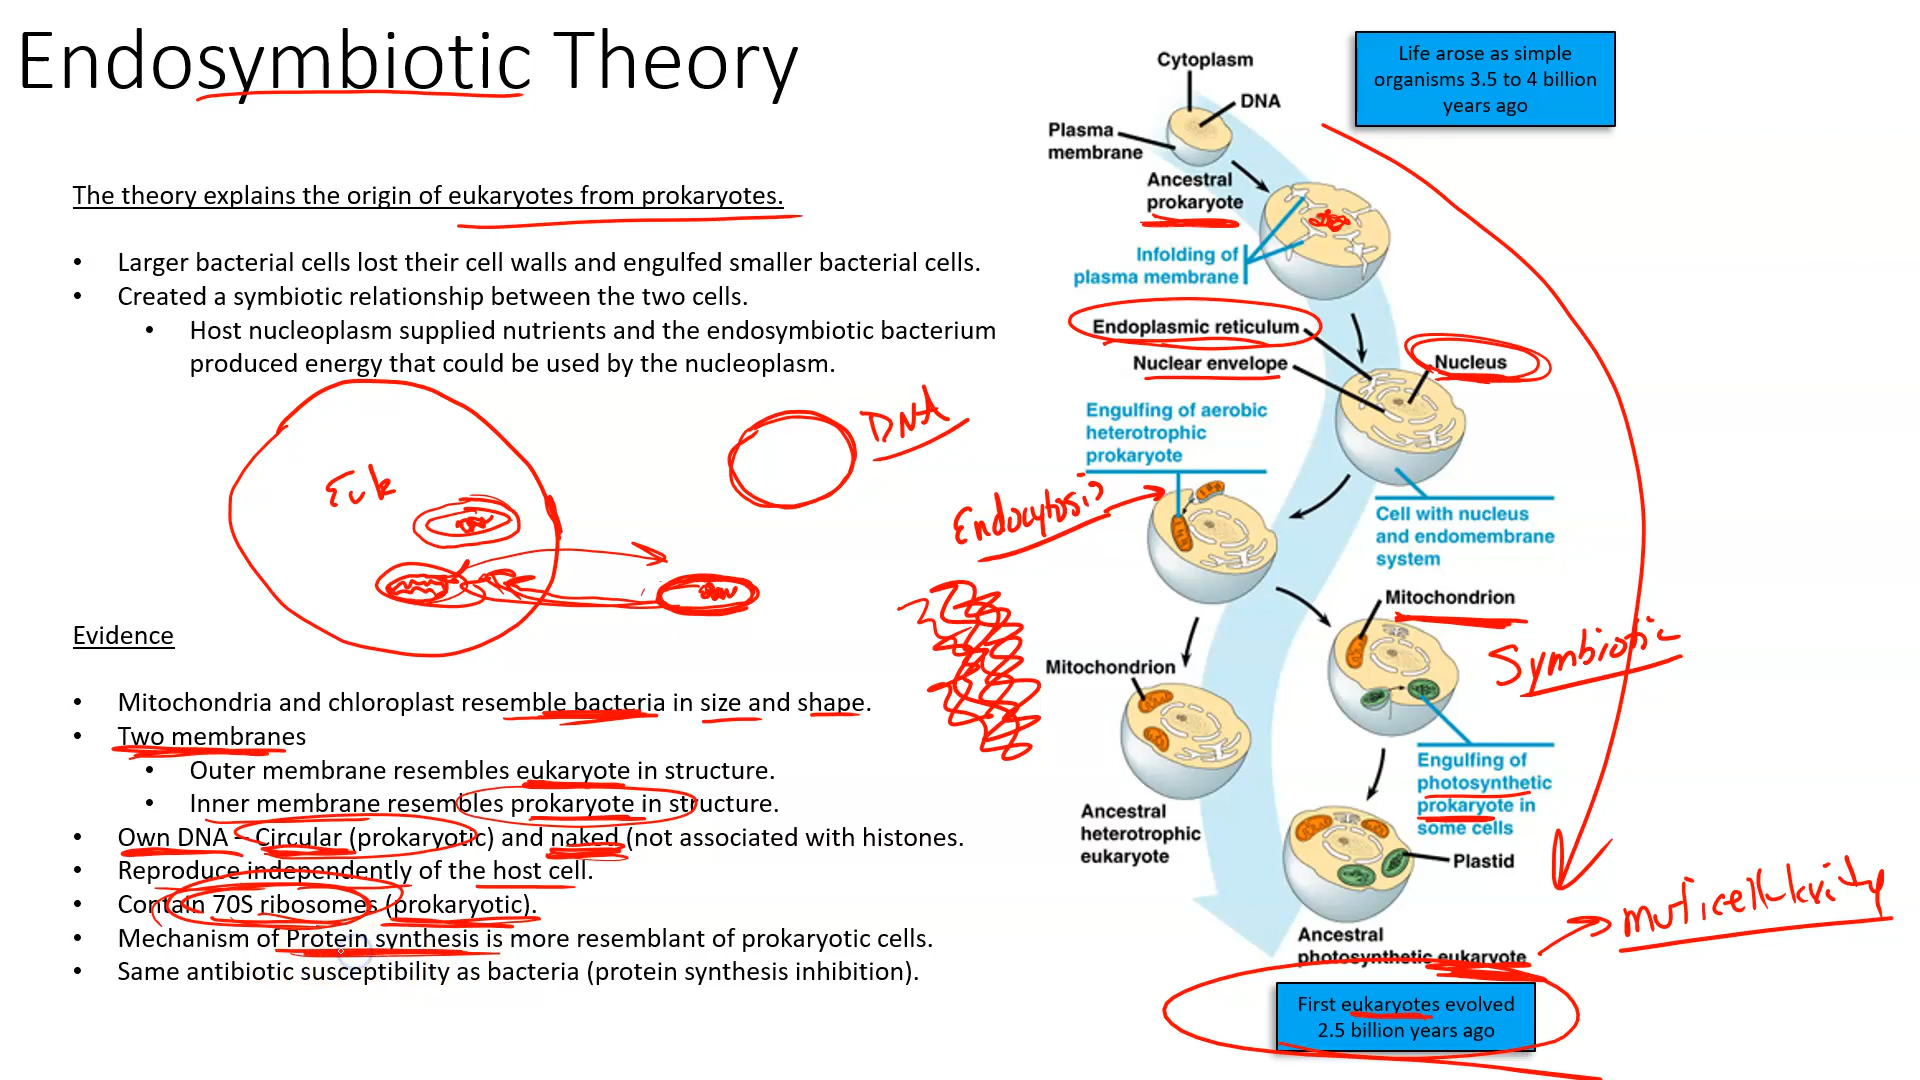 Endosymbiotic Theory
The theory explains the origin of eukaryotes from prokaryotes.
• Larger bacterial cells lost their cell walls and engulfed smaller bacterial cells.
• Created a symbiotic relationship between the two cells.
• Host nucleoplasm supplied nutrients and the endosymbiotic bacterium
produced energy that could be used by the nucleoplasm.
Euk
DNA
Evidence
• Mitochondria and chloroplast resemble bacteria in size and shape.
• Two membranes
• Outer membrane resembles eukaryote in structure.
• Inner membrane resembles prokaryote in structure.
• Own DNA – Circular (prokaryotic) and naked (not associated with histones.
• Reproduce independently of the host cell.
• Contain 70S ribosomes (prokaryotic).
• Mechanism of Protein synthesis is more resemblant of prokaryotic cells.
• Same antibiotic susceptibility as bacteria (protein synthesis inhibition).
Life arose as simple
organisms 3.5 to 4 billion
years ago
Cytoplasm
DNA
Plasma
membrane
Ancestral
prokaryote
Infolding of
plasma membrane
Endoplasmic reticulum
Nuclear envelope
Nucleus
Engulfing of aerobic
heterotrophic
prokaryote
Endocytosis
Cell with nucleus
and endomembrane
system
Mitochondrion
Symbiotic
Mitochondrion
Engulfing of
photosynthetic
prokaryote in
some cells
Ancestral
heterotrophic
eukaryote
Plastid
Ancestral
photosynthetic eukaryote
muticellularity
First eukaryotes evolved
2.5 billion years ago